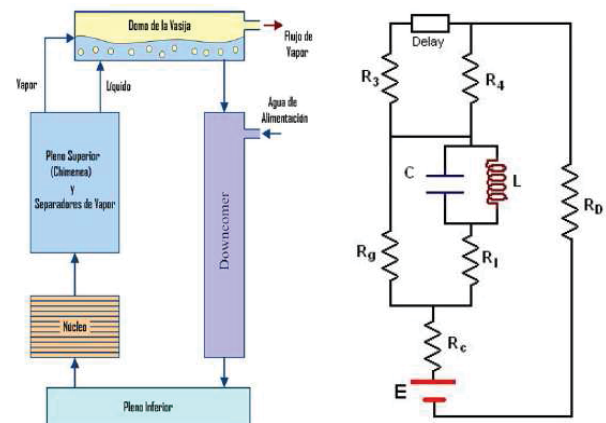 Domo de la Vasija
Flujo de
Vapor
Vapor
Líquido
Agua de
Alimentación
Pleno Superior
(Chimenea)
y
Separadores de Vapor
Downcomer
Núcleo
Pleno Inferior
Delay
R3
R4
C
L
RD
Rg
Rl
Rc
E